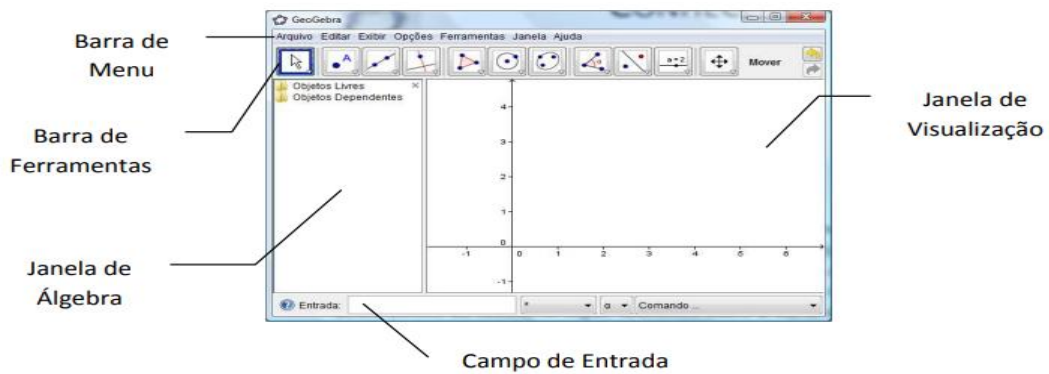 GeoGebra
Arquivo Editar Exibir Opções Ferramentas Janela Ajuda
Barra de
Menu
A
α
a=2
Mover
Objetos Livres
Objetos Dependentes
Barra de
Ferramentas
Janela de
Visualização
4
3
2
1
0
-1
-1 0 1 2 3 4 5 6
Janela de
Álgebra
Entrada:
α Comando ...
Campo de Entrada